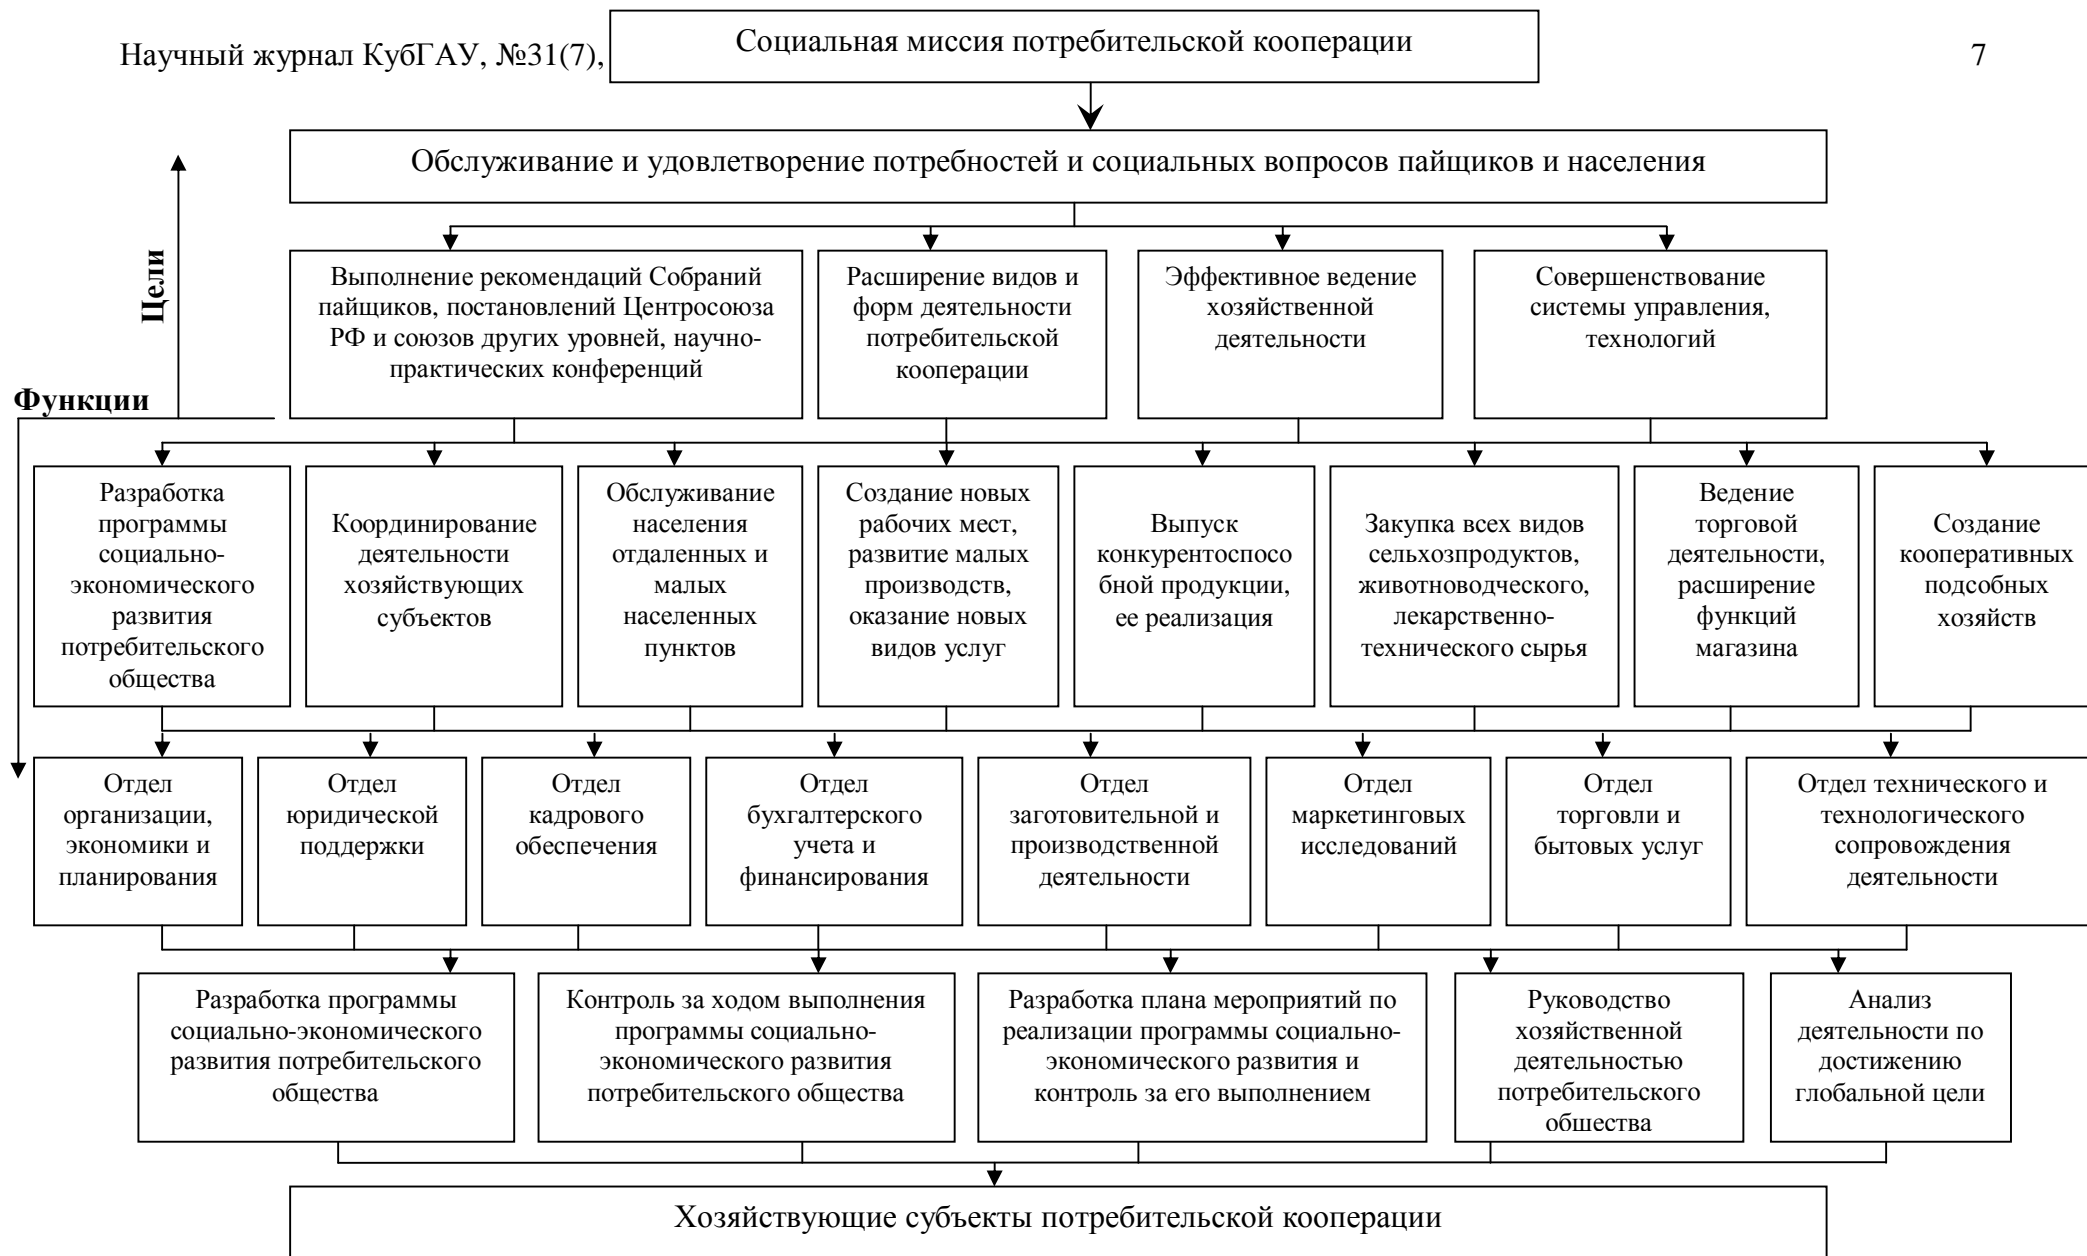 Научный журнал КубГАУ, №31(7),
Социальная миссия потребительской кооперации
7
Обслуживание и удовлетворение потребностей и социальных вопросов пайщиков и населения
Цели
Функции
Выполнение рекомендаций Собраний
пайщиков, постановлений Центросоюза
РФ и союзов других уровней, научно-
практических конференций
Расширение видов и
форм деятельности
потребительской
кооперации
Эффективное ведение
хозяйственной
деятельности
Совершенствование
системы управления,
технологий
Разработка
программы
социально-
экономического
развития
потребительского
общества
Координирование
деятельности
хозяйствующих
субъектов
Обслуживание
населения
отдаленных и
малых
населенных
пунктов
Создание новых
рабочих мест,
развитие малых
производств,
оказание новых
видов услуг
Выпуск
конкурентоспосо
бной продукции,
ее реализация
Закупка всех видов
сельхозпродуктов,
животноводческого,
лекарственно-
технического сырья
Ведение
торговой
деятельности,
расширение
функций
магазина
Создание
кооперативных
подсобных
хозяйств
Отдел
организации,
экономики и
планирования
Отдел
юридической
поддержки
Отдел
кадрового
обеспечения
Отдел
бухгалтерского
учета и
финансирования
Отдел
заготовительной и
производственной
деятельности
Отдел
маркетинговых
исследований
Отдел
торговли и
бытовых услуг
Отдел технического и
технологического
сопровождения
деятельности
Разработка программы
социально-экономического
развития потребительского
общества
Контроль за ходом выполнения
программы социально-
экономического развития
потребительского общества
Разработка плана мероприятий по
реализации программы социально-
экономического развития и
контроль за его выполнением
Руководство
хозяйственной
деятельностью
потребительского
общества
Анализ
деятельности по
достижению
глобальной цели
Хозяйствующие субъекты потребительской кооперации